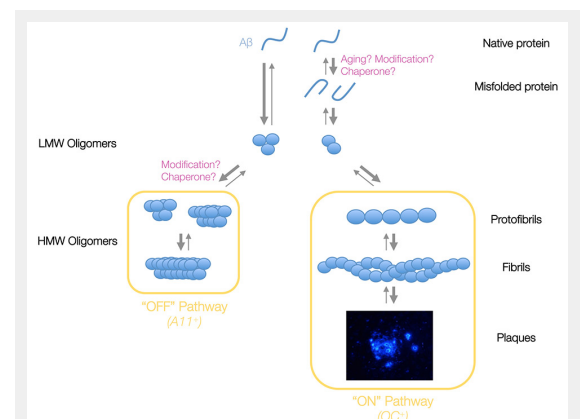 Aβ
Native protein
Aging? Modification?
Chaperone?
Misfolded protein
LMW Oligomers
Modification?
Chaperone?
Protofibrils
HMW Oligomers
Fibrils
"OFF" Pathway
(A11+)
Plaques
"ON" Pathway
(OC+)